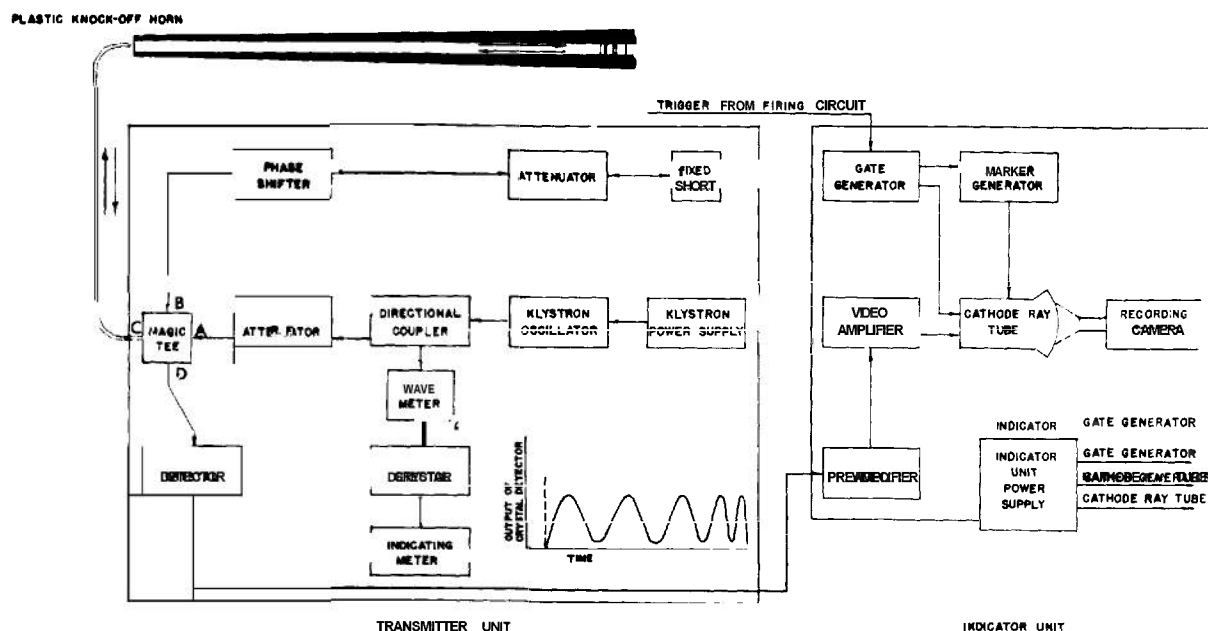 PLASTIC KNOCK-OFF HORN
TRIGGER FROM FIRING CIRCUIT
PHASE
SHIFTER
ATTENUATOR
FIXED
SHORT
GATE
GENERATOR
MARKER
GENERATOR
B
C
MAGIC
TEE
A
D
DIRECTIONAL
COUPLER
KLYSTRON
OSCILLATOR
KLYSTRON
POWER SUPPLY
VIDEO
AMPLIFIER
CATHODE RAY
TUBE
RECORDING
CAMERA
WAVE
METER
INDICATING
METER
OUTPUT OF
CRYSTAL DETECTOR
TIME
INDICATOR
GATE GENERATOR
INDICATOR
UNIT
POWER
SUPPLY
GATE GENERATOR
CATHODE RAY TUBE
TRANSMITTER UNIT
INDICATOR UNIT